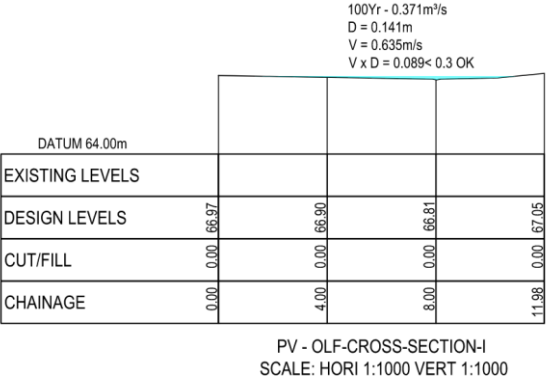 100Yr - 0.371m³/s
D = 0.141m
V = 0.635m/s
V x D = 0.089< 0.3 OK
DATUM 64.00m
EXISTING LEVELS
DESIGN LEVELS 66.97 66.90 66.81 67.05
CUT/FILL 0.00 0.00 0.00 0.00
CHAINAGE 0.00 4.00 8.00 11.98
PV - OLF-CROSS-SECTION-I
SCALE: HORI 1:1000 VERT 1:1000